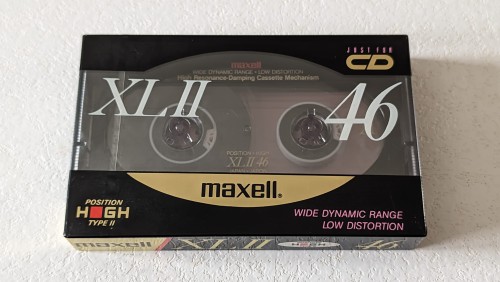 JUST FOR
CD
maxell
WIDE DYNAMIC RANGE • LOW DISTORTION
High Resonance-Damping Cassette Mechanism
XLII 46
POSITION • HIGH
XLII 46
maxell®
POSITION
HIGH
TYPE II
WIDE DYNAMIC RANGE
LOW DISTORTION
maxell XLII HIGH 46